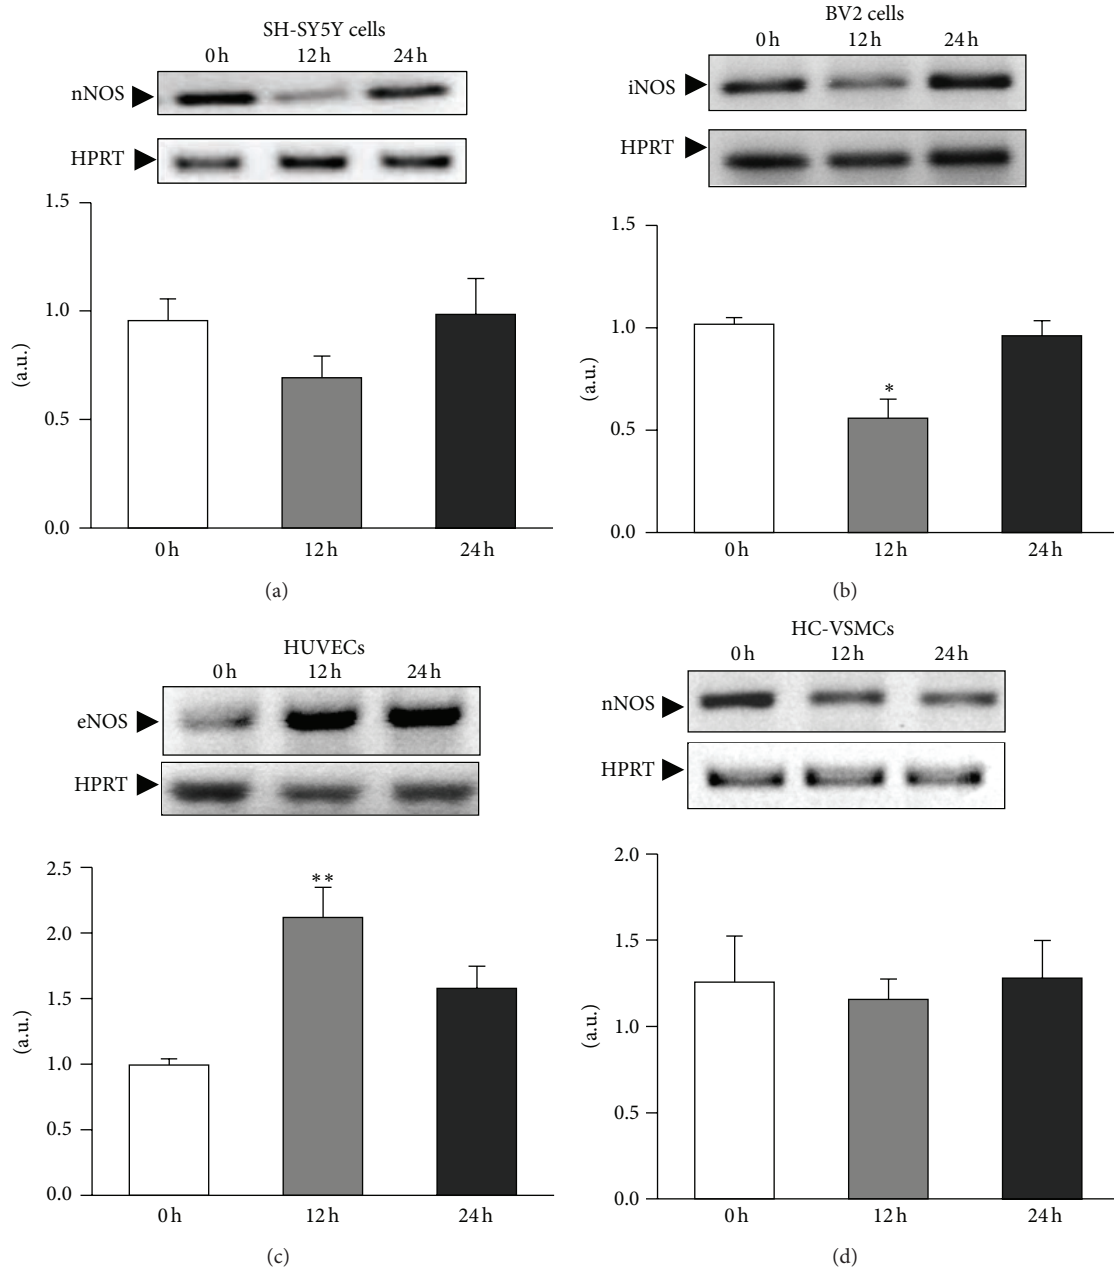 SH-SY5Y cells
0 h 12 h 24 h
nNOS
HPRT
1.5
1.0
0.5
0.0
(a.u.)
0 h 12 h 24 h
(a)
BV2 cells
0 h 12 h 24 h
iNOS
HPRT
1.5
1.0
0.5
0.0
(a.u.)
*
0 h 12 h 24 h
(b)
HUVECs
0 h 12 h 24 h
eNOS
HPRT
2.5
2.0
1.5
1.0
0.5
0.0
(a.u.)
**
0 h 12 h 24 h
(c)
HC-VSMCs
0 h 12 h 24 h
nNOS
HPRT
2.0
1.5
1.0
0.5
0.0
(a.u.)
0 h 12 h 24 h
(d)